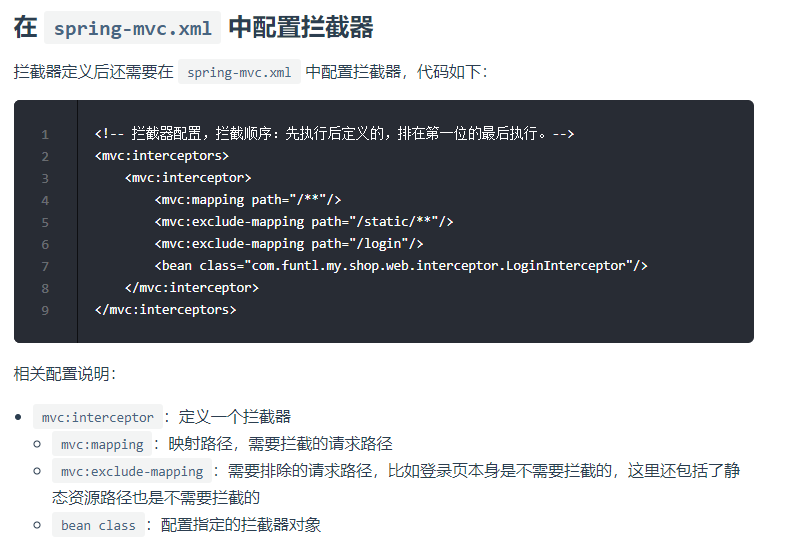 在 spring-mvc.xml 中配置拦截器
拦截器定义后还需要在 spring-mvc.xml 中配置拦截器，代码如下：
1 <!-- 拦截器配置，拦截顺序：先执行后定义的，排在第一位的最后执行。-->
2 <mvc:interceptors>
3     <mvc:interceptor>
4         <mvc:mapping path="/**"/>
5         <mvc:exclude-mapping path="/static/**"/>
6         <mvc:exclude-mapping path="/login"/>
7         <bean class="com.funtl.my.shop.web.interceptor.LoginInterceptor"/>
8     </mvc:interceptor>
9 </mvc:interceptors>
相关配置说明：
mvc:interceptor ：定义一个拦截器
mvc:mapping ：映射路径，需要拦截的请求路径
mvc:exclude-mapping ：需要排除的请求路径，比如登录页本身是不需要拦截的，这里还包括了静
态资源路径也是不需要拦截的
bean class ：配置指定的拦截器对象